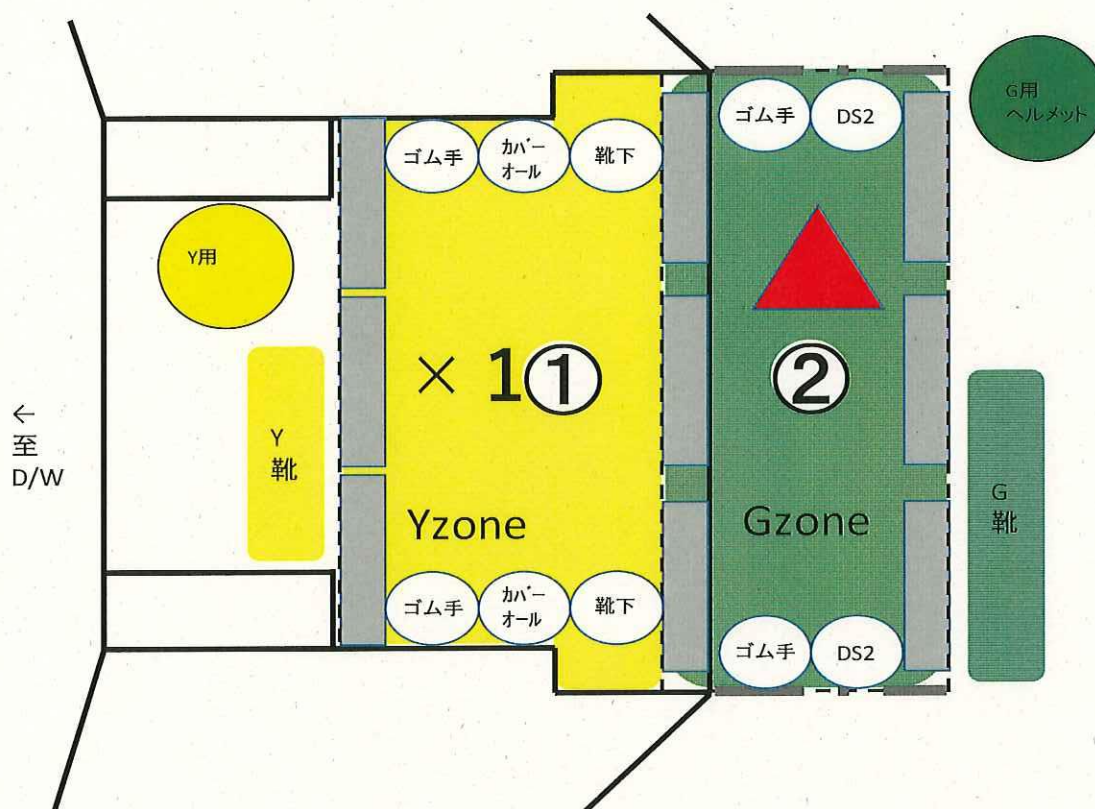 G用
ヘルメット
ゴム手
DS2
ゴム手
カバー
オール
靴下
Y用
×1①
②
←
至
D/W
Y
靴
G
靴
Yzone
Gzone
ゴム手
カバー
オール
靴下
ゴム手
DS2